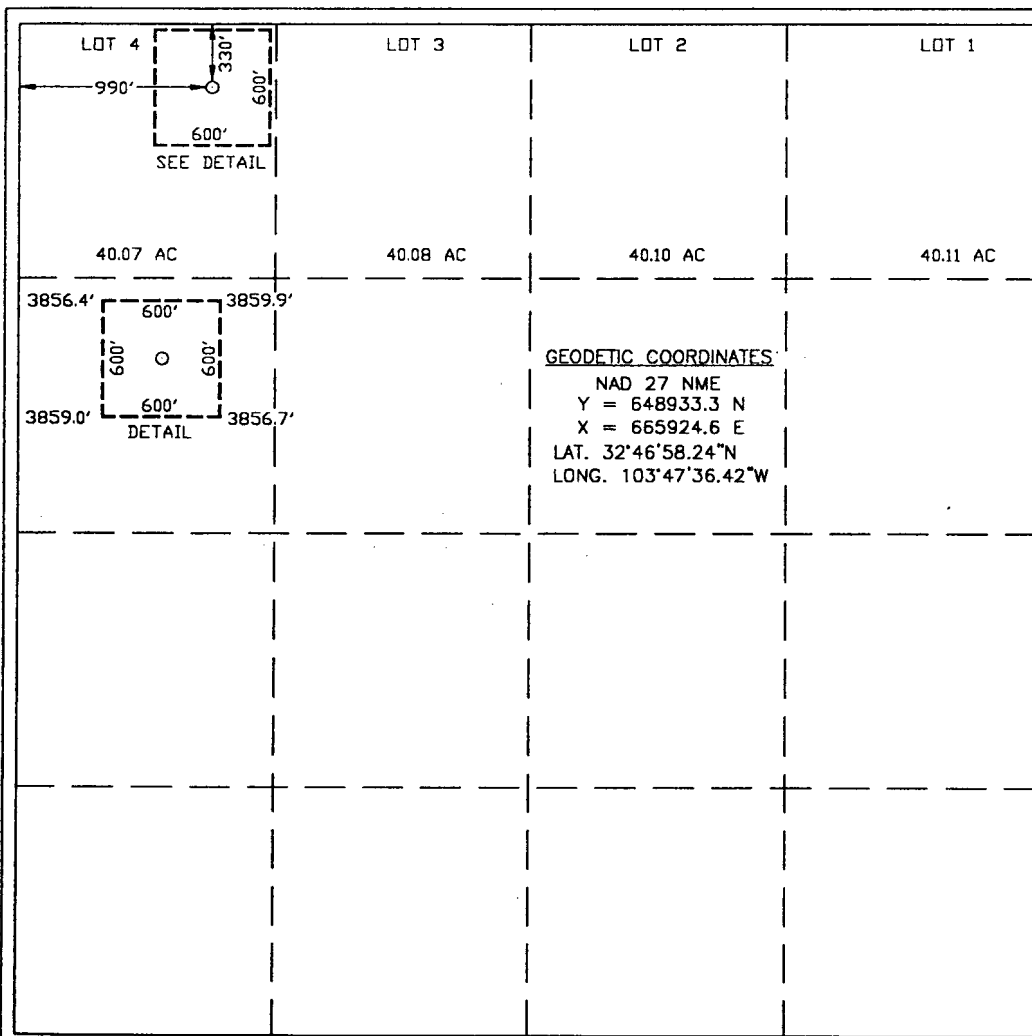 LOT 4
LOT 3
LOT 2
LOT 1
330'
990'
600'
600'
SEE DETAIL
40.07 AC
40.08 AC
40.10 AC
40.11 AC
3856.4'
3859.9'
600'
600'
600'
600'
3859.0'
3856.7'
DETAIL
GEODETIC COORDINATES
NAD 27 NME
Y = 648933.3 N
X = 665924.6 E
LAT. 32°46'58.24"N
LONG. 103°47'36.42"W